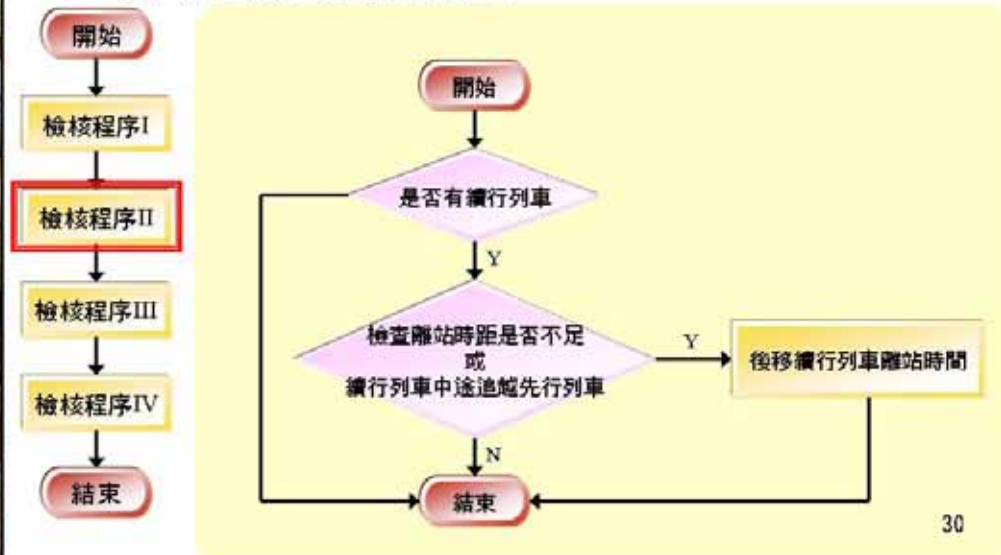 開始
檢核程序I
檢核程序II
檢核程序III
檢核程序IV
結束
開始
是否有續行列車
Y
檢查離站時距是否不足
或
續行列車中途追越先行列車
Y
後移續行列車離站時間
N
結束
30